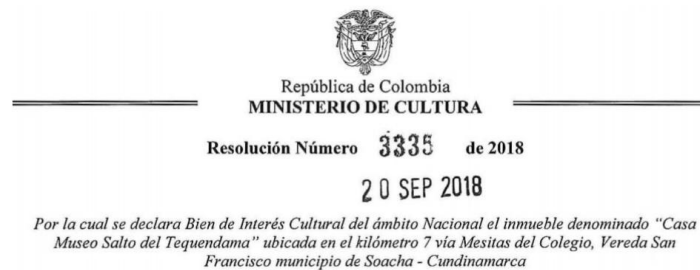 República de Colombia
MINISTERIO DE CULTURA
Resolución Número 3335 de 2018
20 SEP 2018
Por la cual se declara Bien de Interés Cultural del ámbito Nacional el inmueble denominado “Casa
Museo Salto del Tequendama” ubicada en el kilómetro 7 vía Mesitas del Colegio, Vereda San
Francisco municipio de Soacha - Cundinamarca